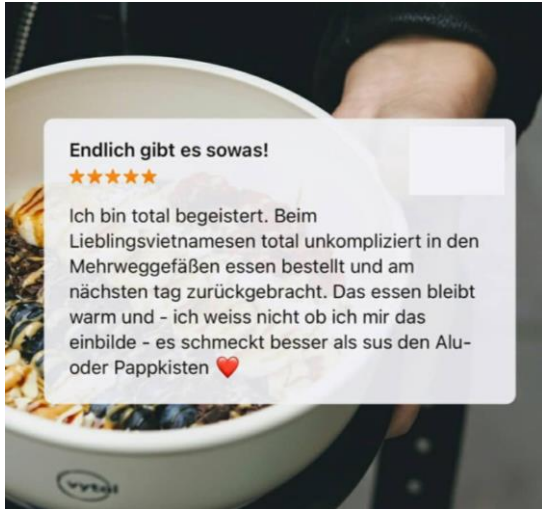 Endlich gibt es sowas!
Ich bin total begeistert. Beim
Lieblingsvietnamesen total unkompliziert in den
Mehrweggefäßen essen bestellt und am
nächsten tag zurückgebracht. Das essen bleibt
warm und - ich weiss nicht ob ich mir das
einbilde - es schmeckt besser als sus den Alu-
oder Pappkisten ❤️
vytal